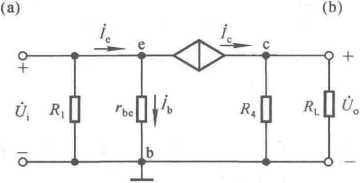 (a) (b)
İe e İc c
+ +
U̇i R1 rbe İb R4 RL U̇o
− b −